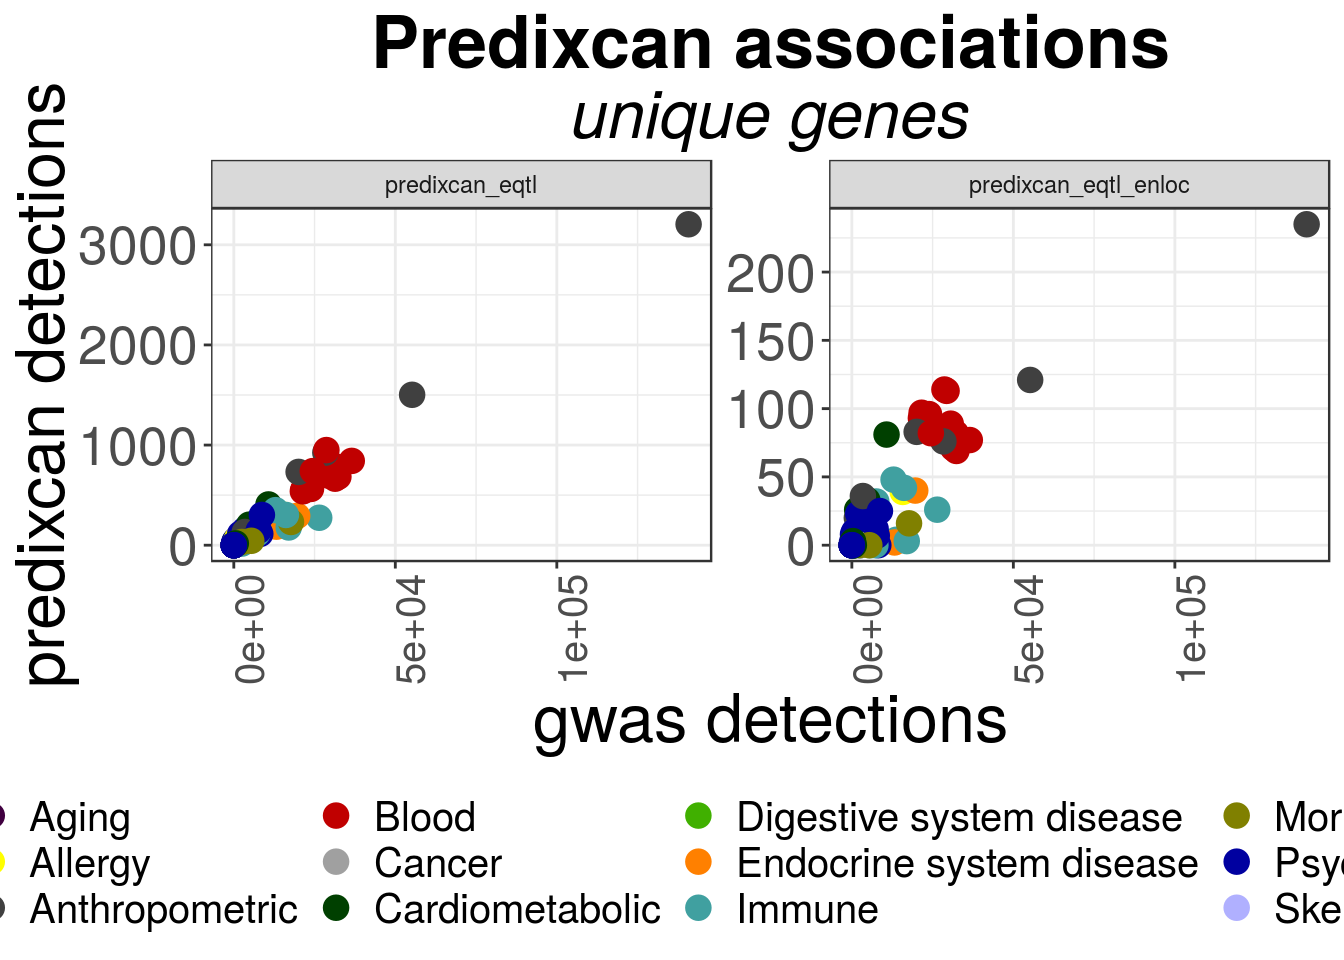 Predixcan associations
unique genes
predixcan detections
predixcan_eqtl
predixcan_eqtl_enloc
3000
2000
1000
0
200
150
100
50
0
0e+00
5e+04
1e+05
0e+00
5e+04
1e+05
gwas detections
Aging
Blood
Digestive system disease
Mor
Allergy
Cancer
Endocrine system disease
Psyc
Anthropometric
Cardiometabolic
Immune
Ske